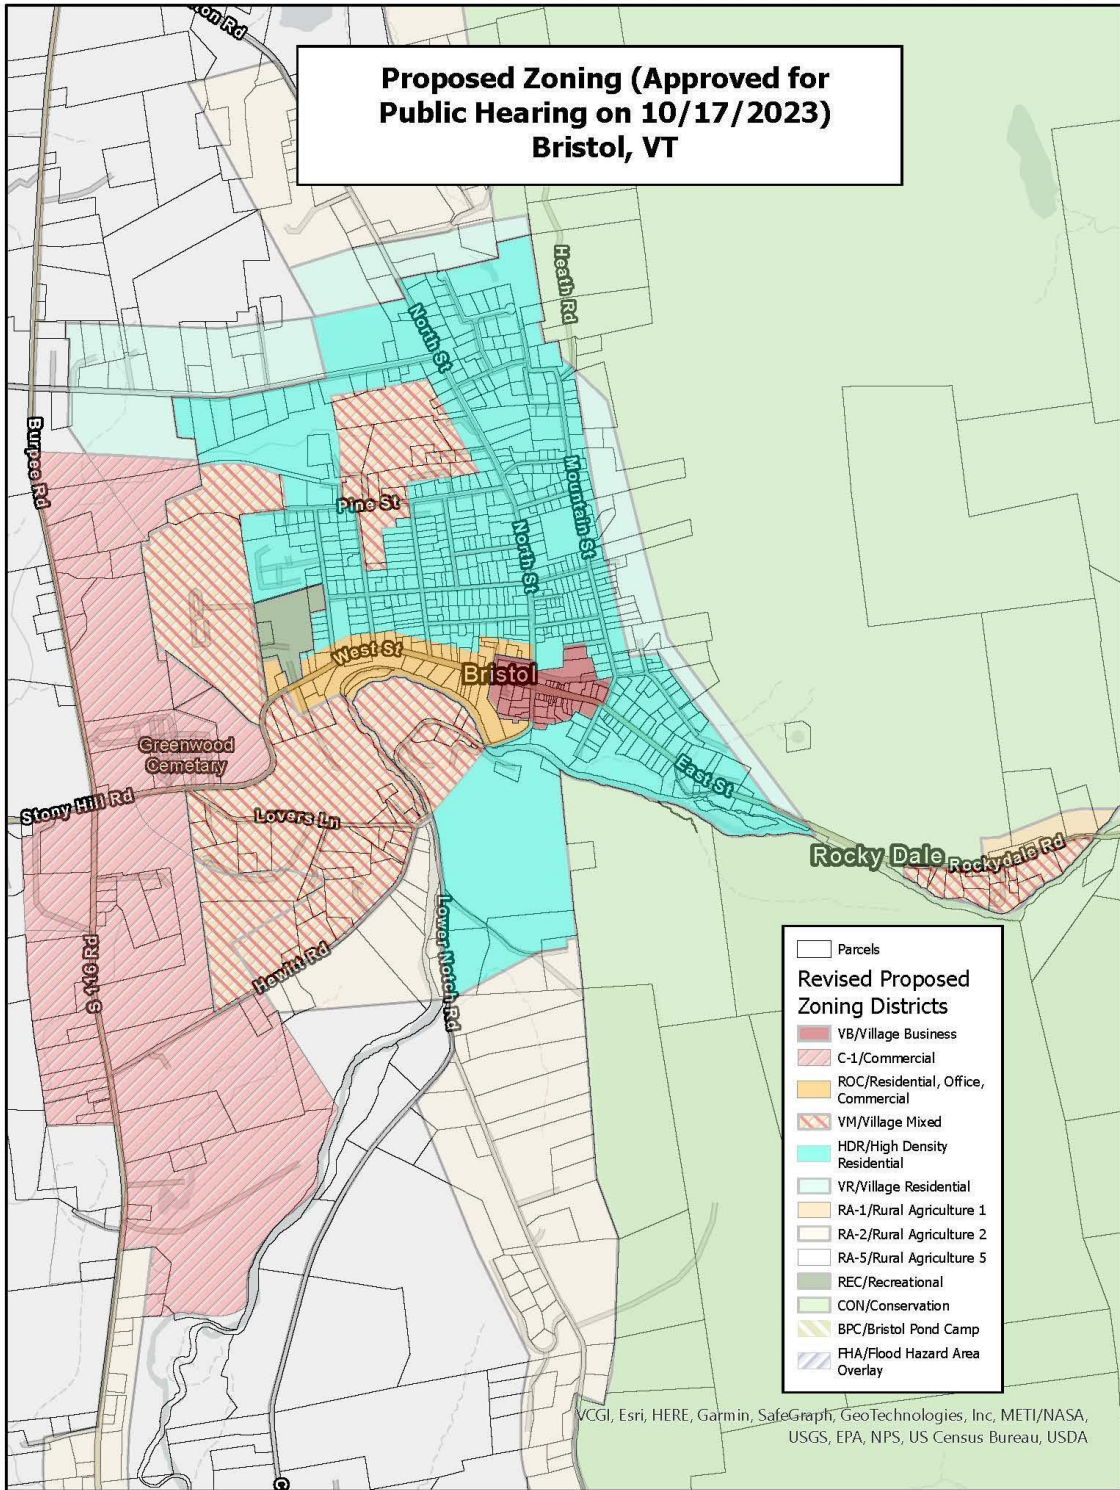 ton Rd
Proposed Zoning (Approved for
Public Hearing on 10/17/2023)
Bristol, VT
Heath Rd
North St
Burpee Rd
Mountain St
Pine St
North St
West St
Bristol
Greenwood
Cemetary
East St
Stony Hill Rd
Lovers Ln
Rocky Dale
Rockydale Rd
Lower Notch Rd
S 116 Rd
Hewitt Rd
Parcels
Revised Proposed
Zoning Districts
VB/Village Business
C-1/Commercial
ROC/Residential, Office,
Commercial
VM/Village Mixed
HDR/High Density
Residential
VR/Village Residential
RA-1/Rural Agriculture 1
RA-2/Rural Agriculture 2
RA-5/Rural Agriculture 5
REC/Recreational
CON/Conservation
BPC/Bristol Pond Camp
FHA/Flood Hazard Area
Overlay
VCGI, Esri, HERE, Garmin, SafeGraph, GeoTechnologies, Inc, METI/NASA,
USGS, EPA, NPS, US Census Bureau, USDA